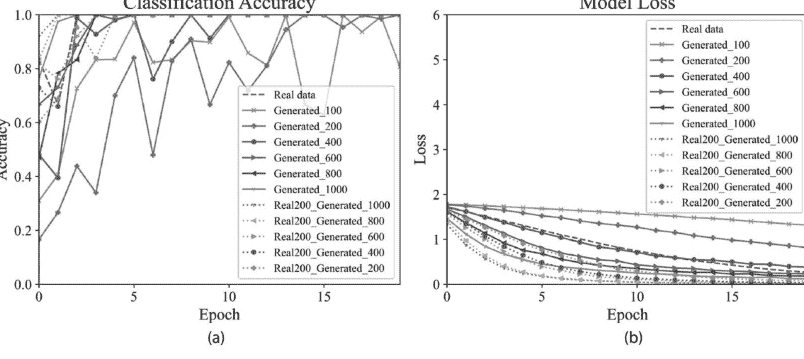 Classification Accuracy
1.0
0.8
0.6
0.4
0.2
0.0
Accuracy
0
5
10
15
Epoch
Real data
Generated_100
Generated_200
Generated_400
Generated_600
Generated_800
Generated_1000
Real200_Generated_1000
Real200_Generated_800
Real200_Generated_600
Real200_Generated_400
Real200_Generated_200
(a)
Model Loss
6
5
4
3
2
1
0
Loss
0
5
10
15
Epoch
Real data
Generated_100
Generated_200
Generated_400
Generated_600
Generated_800
Generated_1000
Real200_Generated_1000
Real200_Generated_800
Real200_Generated_600
Real200_Generated_400
Real200_Generated_200
(b)